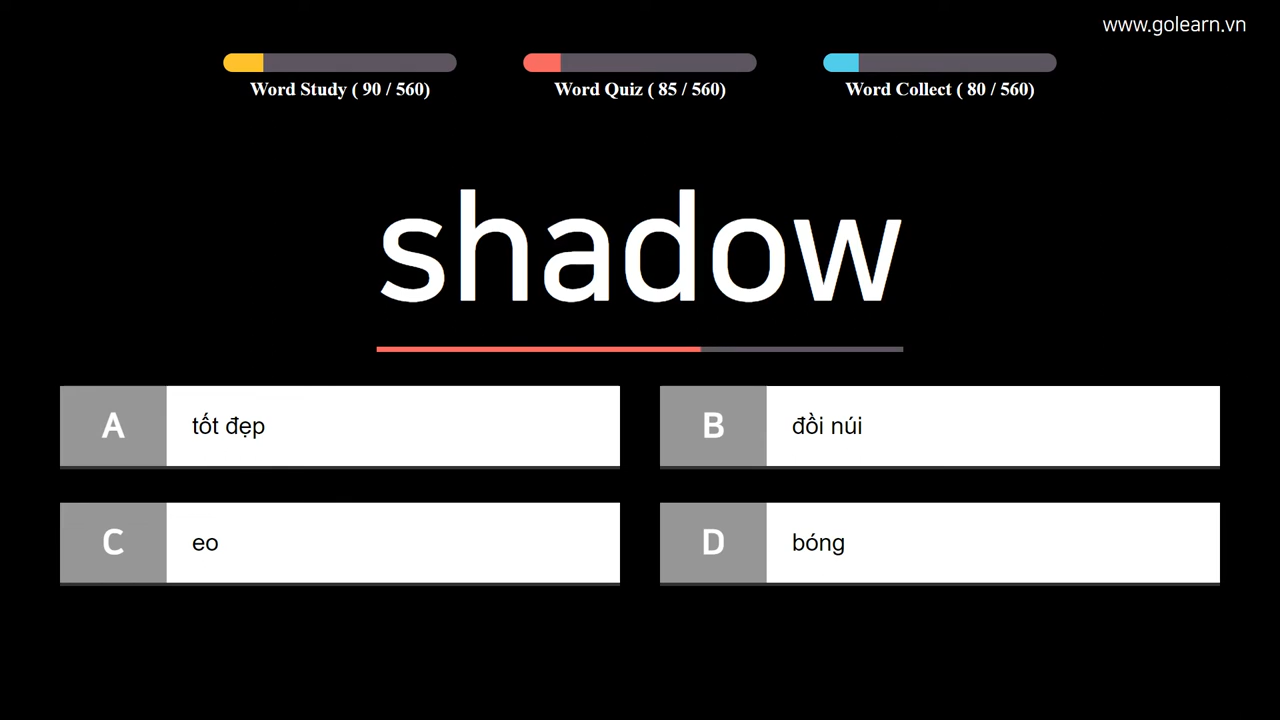 www.golearn.vn
Word Study ( 90 / 560)
Word Quiz ( 85 / 560)
Word Collect ( 80 / 560)
shadow
A tốt đẹp
B đồi núi
C eo
D bóng